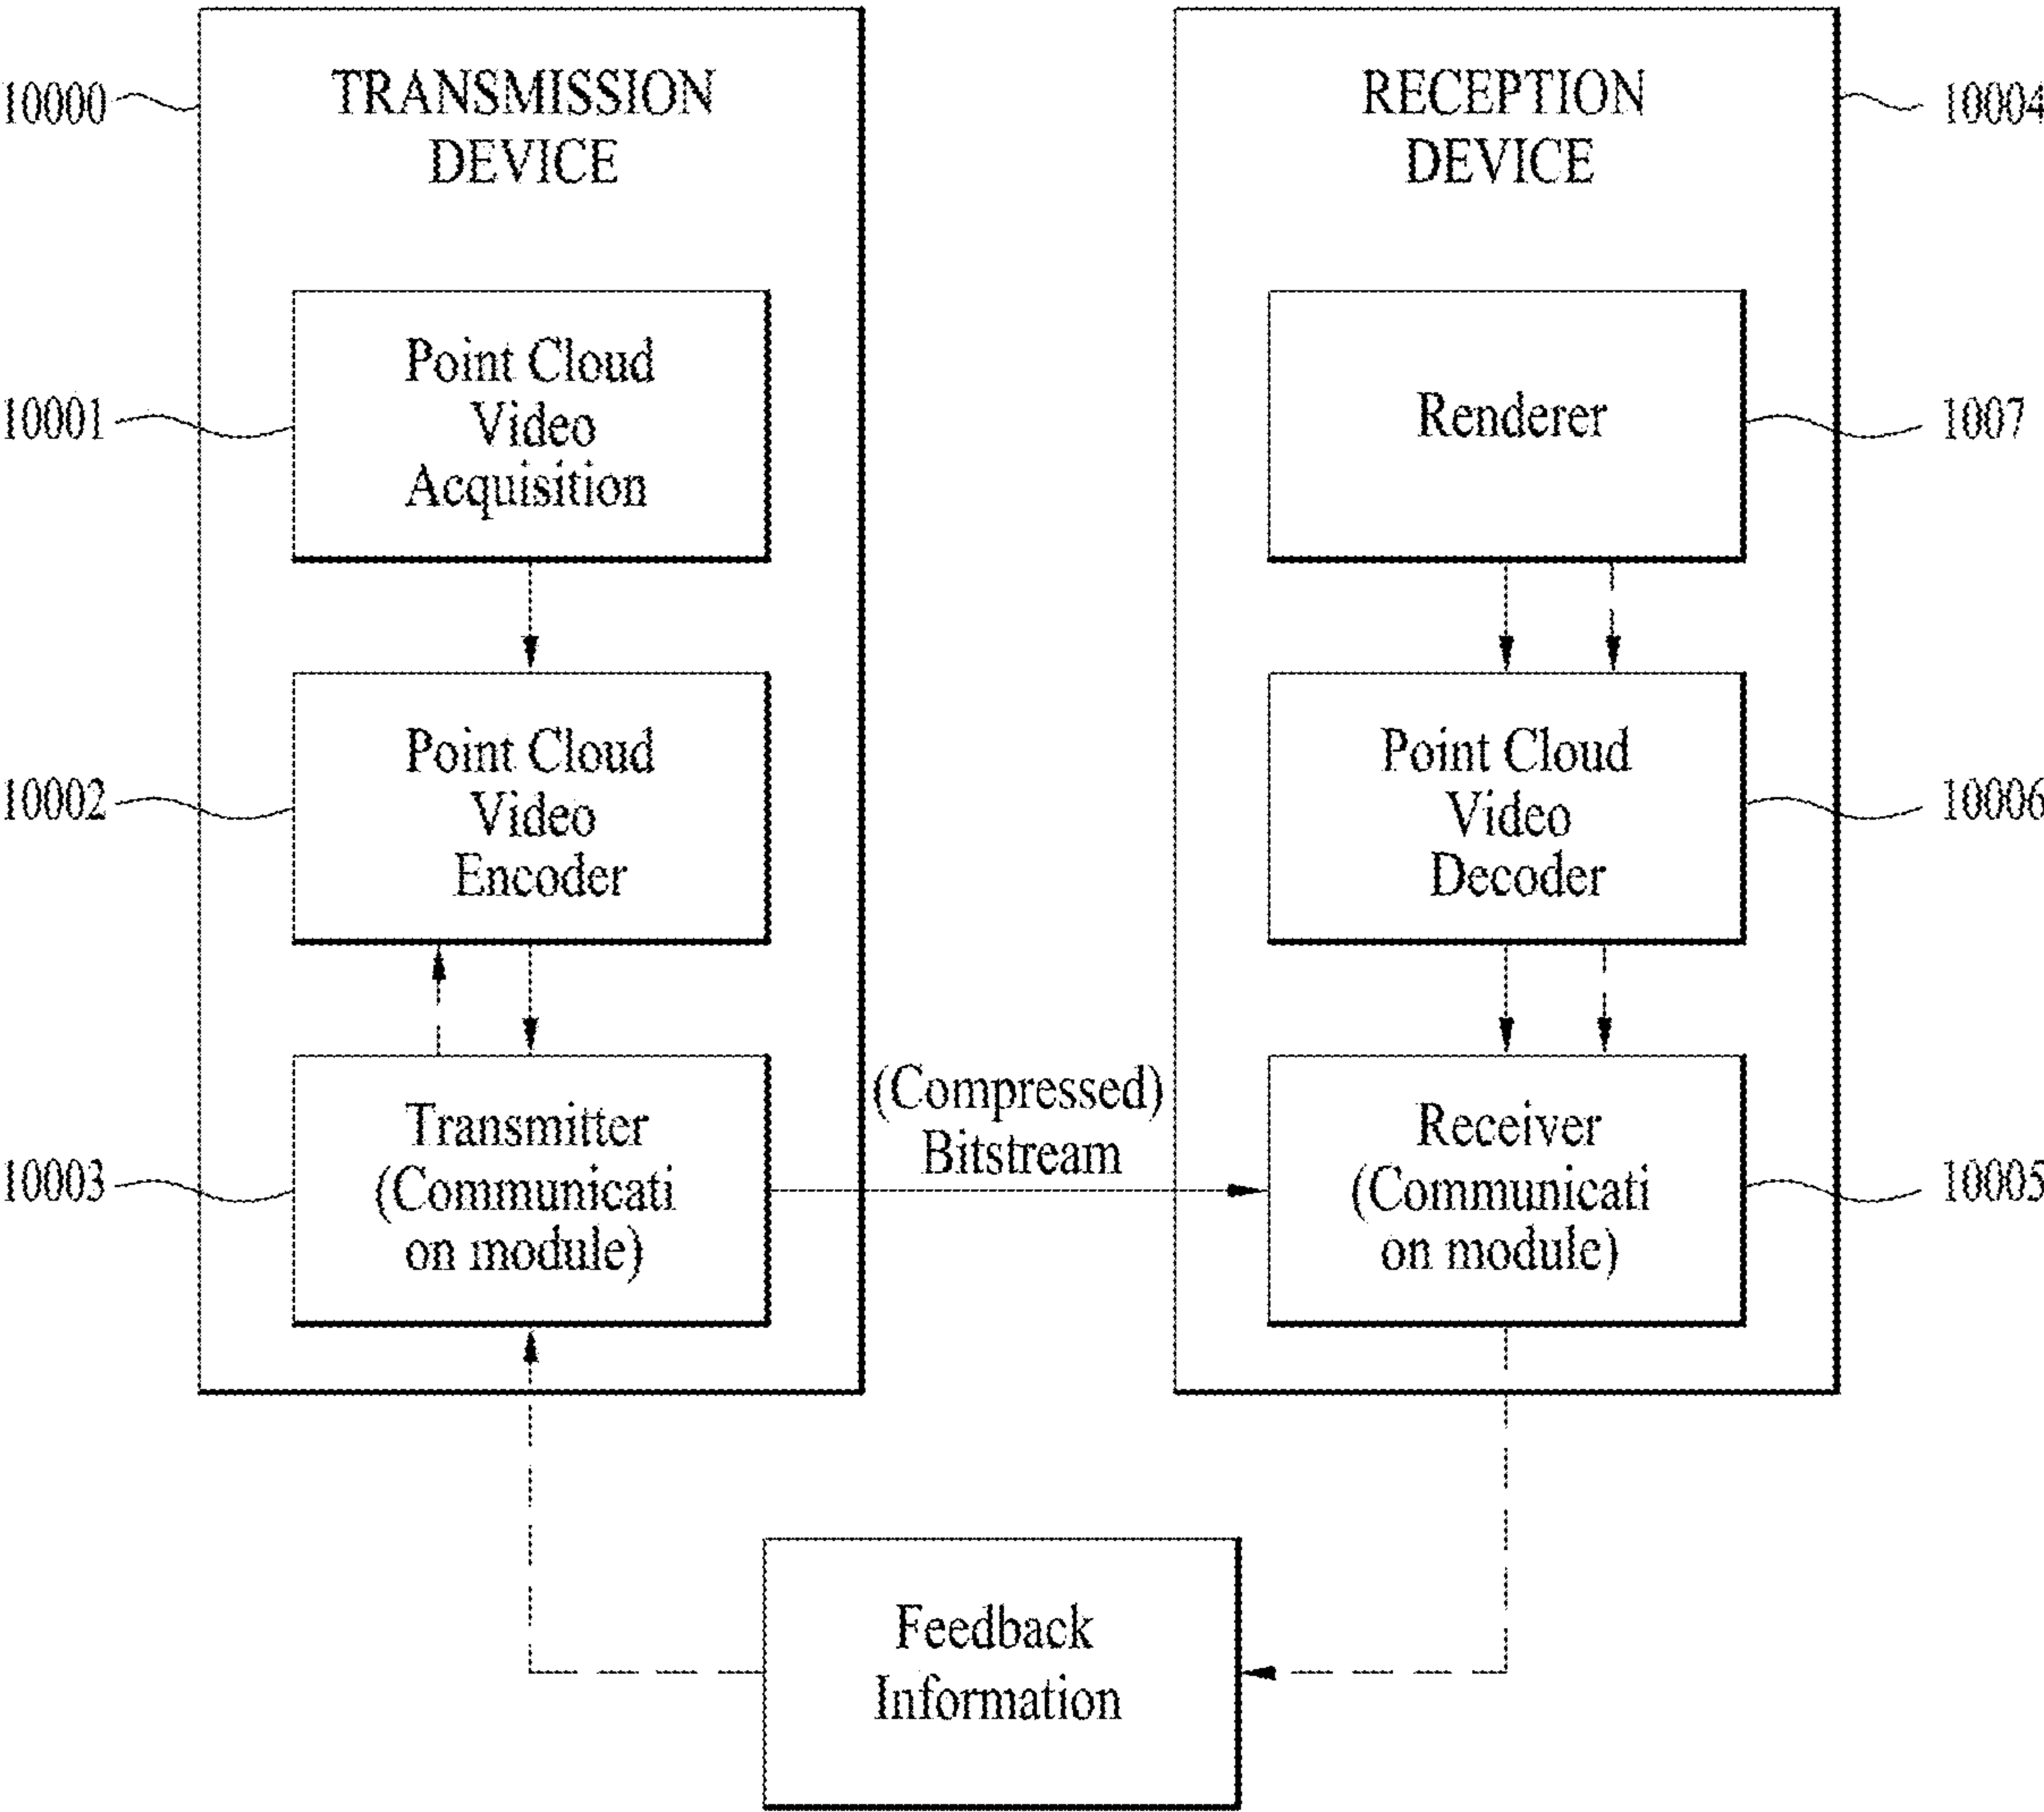 10000
TRANSMISSION
DEVICE
10001
Point Cloud
Video
Acquisition
10002
Point Cloud
Video
Encoder
10003
Transmitter
(Communicati
on module)
(Compressed)
Bitstream
RECEPTION
DEVICE
10004
Renderer
1007
Point Cloud
Video
Decoder
10006
Receiver
(Communicati
on module)
10005
Feedback
Information